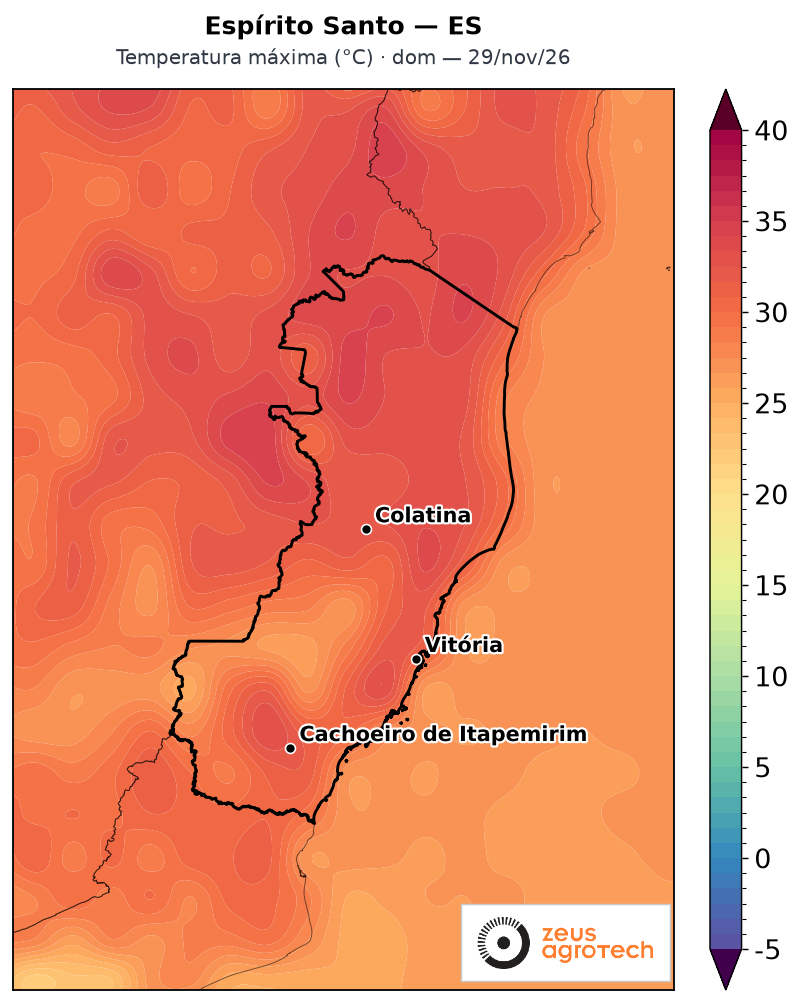 Espírito Santo — ES
Temperatura máxima (°C) · dom — 29/nov/26
40
35
30
25
20
15
10
5
0
-5
Colatina
Vitória
Cachoeiro de Itapemirim
zeus
agrotech